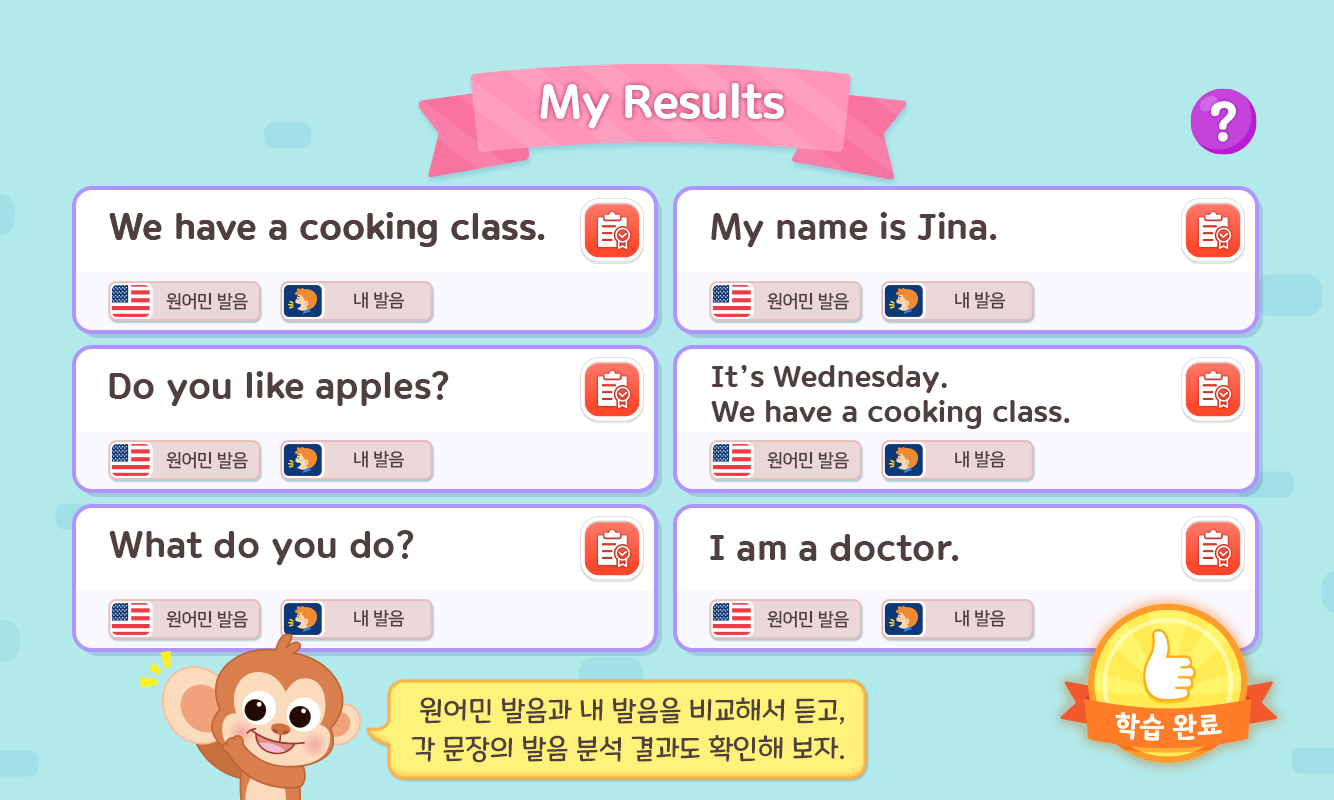 My Results
?
We have a cooking class.
원어민 발음
내 발음
My name is Jina.
원어민 발음
내 발음
Do you like apples?
원어민 발음
내 발음
It's Wednesday.
We have a cooking class.
원어민 발음
내 발음
What do you do?
원어민 발음
내 발음
I am a doctor.
원어민 발음
내 발음
원어민 발음과 내 발음을 비교해서 듣고,
각 문장의 발음 분석 결과도 확인해 보자.
학습 완료